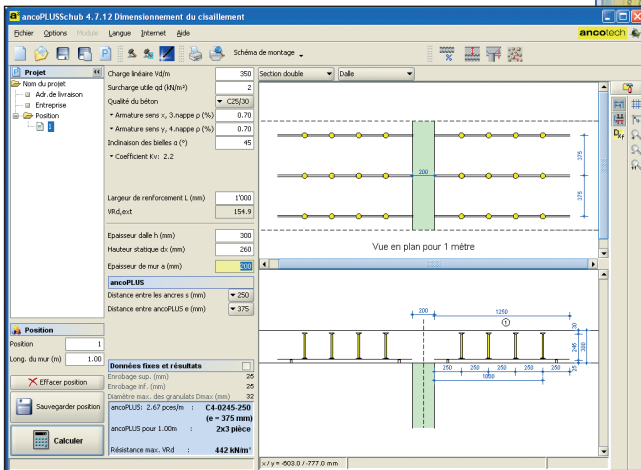 ancoPLUSSchub 4.7.12 Dimensionnement du cisaillement
Fichier Options Module Langue Internet Aide
ancotech
Schéma de montage
Projet
Nom du projet
Adr.de livraison
Entreprise
Position
1
Position
Position 1
Long. du mur (m) 1.00
Effacer position
Sauvegarder position
Calculer
Charge linéaire Vd/m 350
Surcharge utile qd (kN/m²) 2
Qualité du béton C25/30
Armature sens x, 3.nappe ρ (%) 0.70
Armature sens y, 4.nappe ρ (%) 0.70
Indinaison des bielles α (°) 45
Coefficient Kv: 2.2
Largeur de renforcement L (mm) 1'000
VRd,ext 154.9
Epaisseur dalle h (mm) 300
Hauteur statique dx (mm) 260
Epaisseur de mur a (mm) 200
ancoPLUS
Distance entre les ancres s (mm) 250
Distance entre ancoPLUS e (mm) 375
Données fixes et résultats
Enrobage sup. (mm) 25
Enrobage inf. (mm) 25
Diamètre max. des granulats Dmax (mm) 32
ancoPLUS: 2.67 pces/m : C4-0245-250
(e = 375 mm)
ancoPLUS pour 1.00m : 2x3 pièce
Résistance max. VRd : 442 kN/m'
Section double Dalle
200
375
375
Vue en plan pour 1 mètre
200 1250
1
30
245
300
25
250 250 250 250 250
1000
x / y = -603.0 / -777.0 mm
Dxf